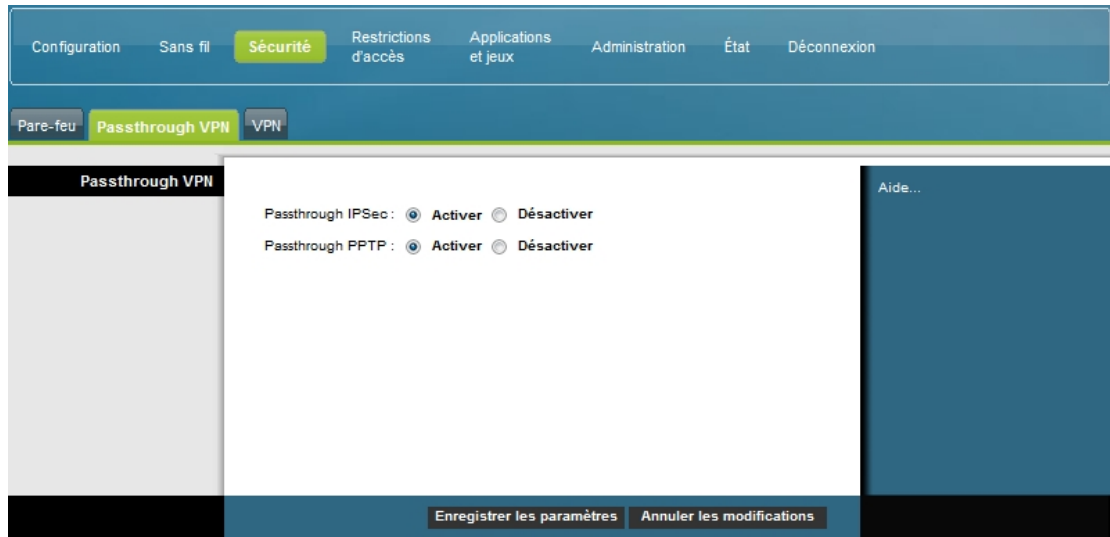 Configuration Sans fil Sécurité Restrictions d'accès Applications et jeux Administration État Déconnexion
Pare-feu Passthrough VPN VPN
Passthrough VPN
Aide...
Passthrough IPSec : Activer Désactiver
Passthrough PPTP : Activer Désactiver
Enregistrer les paramètres Annuler les modifications